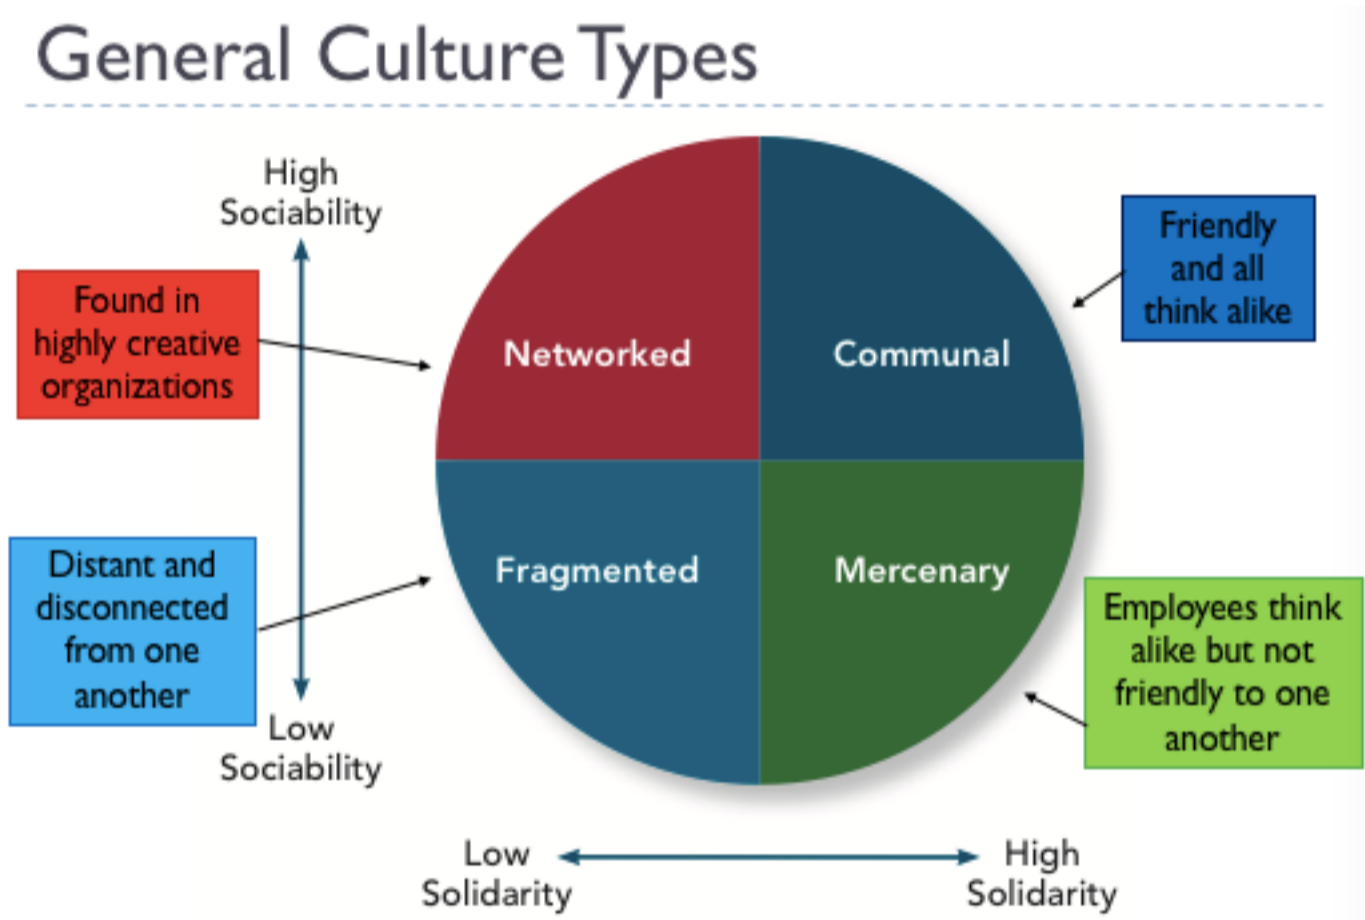 General Culture Types
High
Sociability
Found in
highly creative
organizations
Networked
Communal
Friendly
and all
think alike
Distant and
disconnected
from one
another
Fragmented
Mercenary
Employees think
alike but not
friendly to one
another
Low
Sociability
Low
Solidarity
High
Solidarity